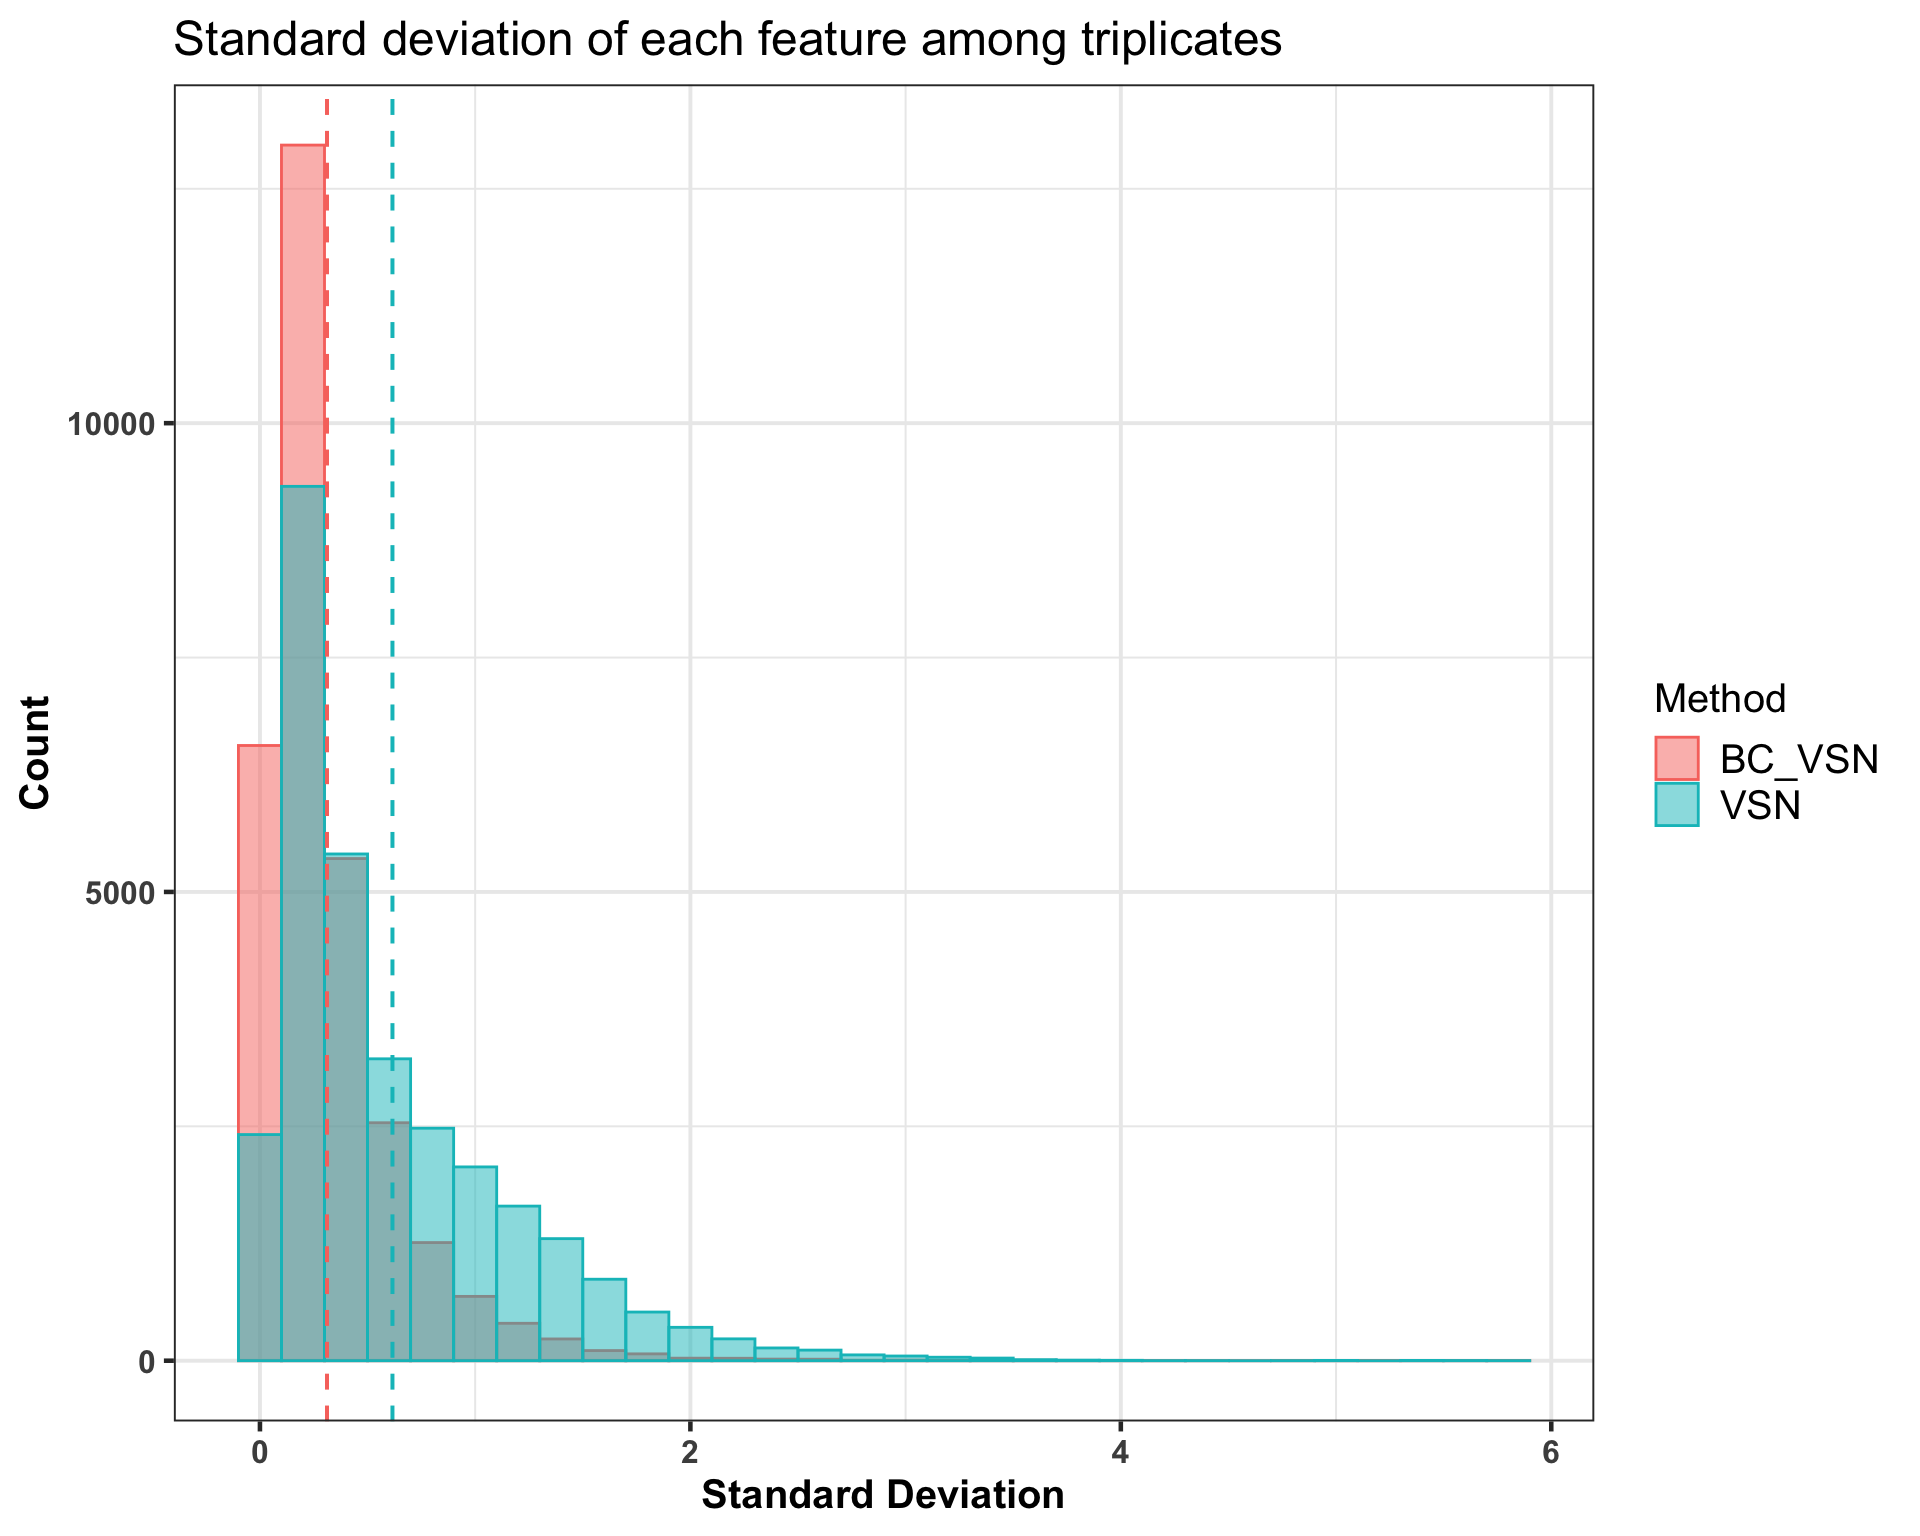 Standard deviation of each feature among triplicates
10000
5000
0
Count
0 2 4 6
Standard Deviation
Method
BC_VSN
VSN